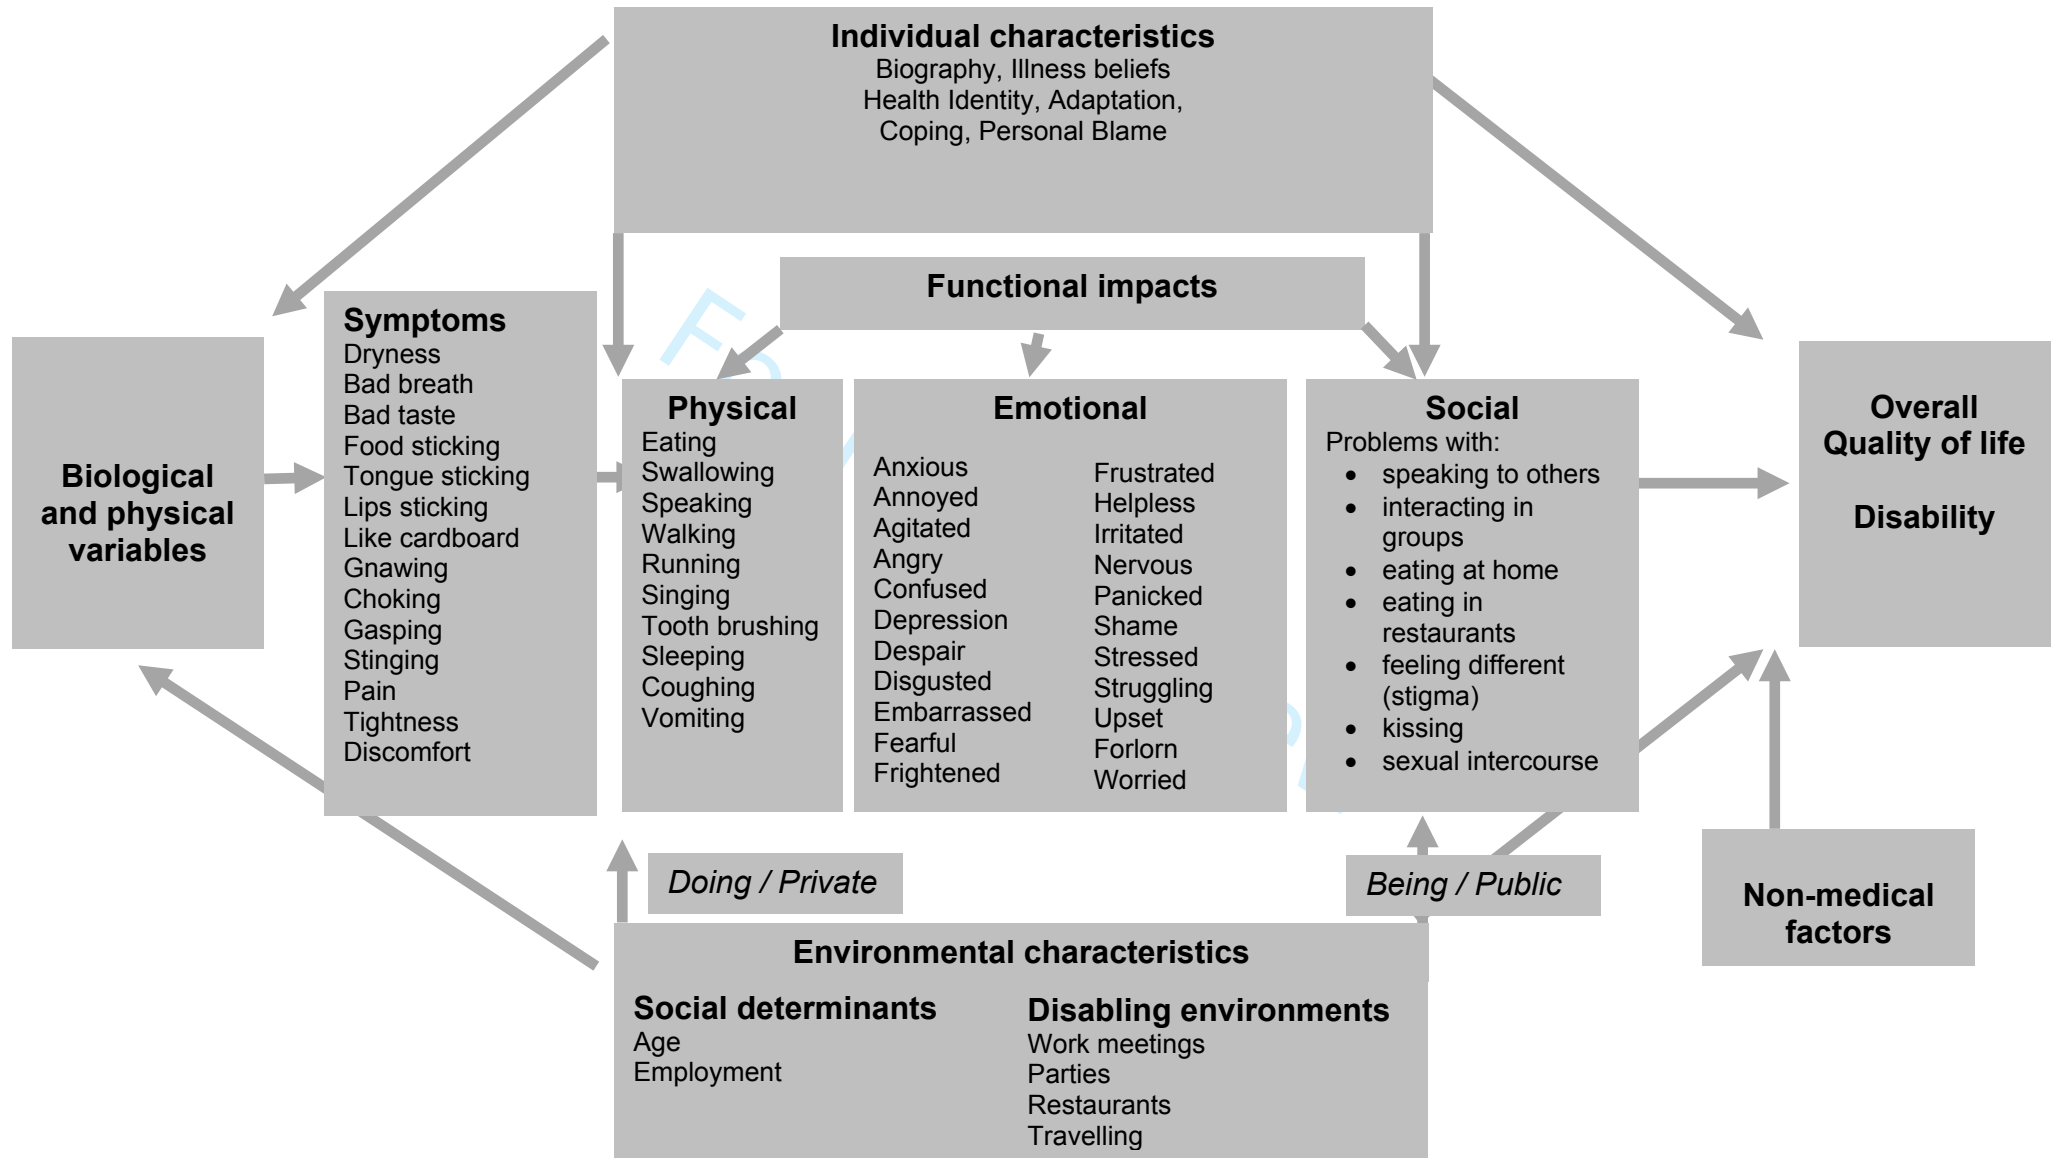 Individual characteristics
Biography, Illness beliefs
Health Identity, Adaptation,
Coping, Personal Blame
Functional impacts
Biological
and physical
variables
Symptoms
Dryness
Bad breath
Bad taste
Food sticking
Tongue sticking
Lips sticking
Like cardboard
Gnawing
Choking
Gasping
Stinging
Pain
Tightness
Discomfort
Physical
Eating
Swallowing
Speaking
Walking
Running
Singing
Tooth brushing
Sleeping
Coughing
Vomiting
Emotional
Anxious
Annoyed
Agitated
Angry
Confused
Depression
Despair
Disgusted
Embarrassed
Fearful
Frightened
Frustrated
Helpless
Irritated
Nervous
Panicked
Shame
Stressed
Struggling
Upset
Forlorn
Worried
Social
Problems with:
• speaking to others
• interacting in
groups
• eating at home
• eating in
restaurants
• feeling different
(stigma)
• kissing
• sexual intercourse
Overall
Quality of life
Disability
Doing / Private
Being / Public
Non-medical
factors
Environmental characteristics
Social determinants
Age
Employment
Disabling environments
Work meetings
Parties
Restaurants
Travelling